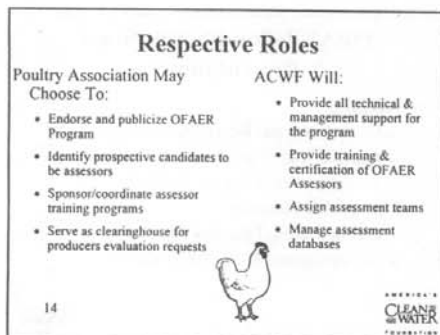 Respective Roles
Poultry Association May
Choose To:
• Endorse and publicize OFAER
Program
• Identify prospective candidates to
be assessors
• Sponsor/coordinate assessor
training programs
• Serve as clearinghouse for
producers evaluation requests
ACWF Will:
• Provide all technical &
management support for
the program
• Provide training &
certification of OFAER
Assessors
• Assign assessment teams
• Manage assessment
databases
14
AMERICA'S
CLEAN
WATER
FOUNDATION